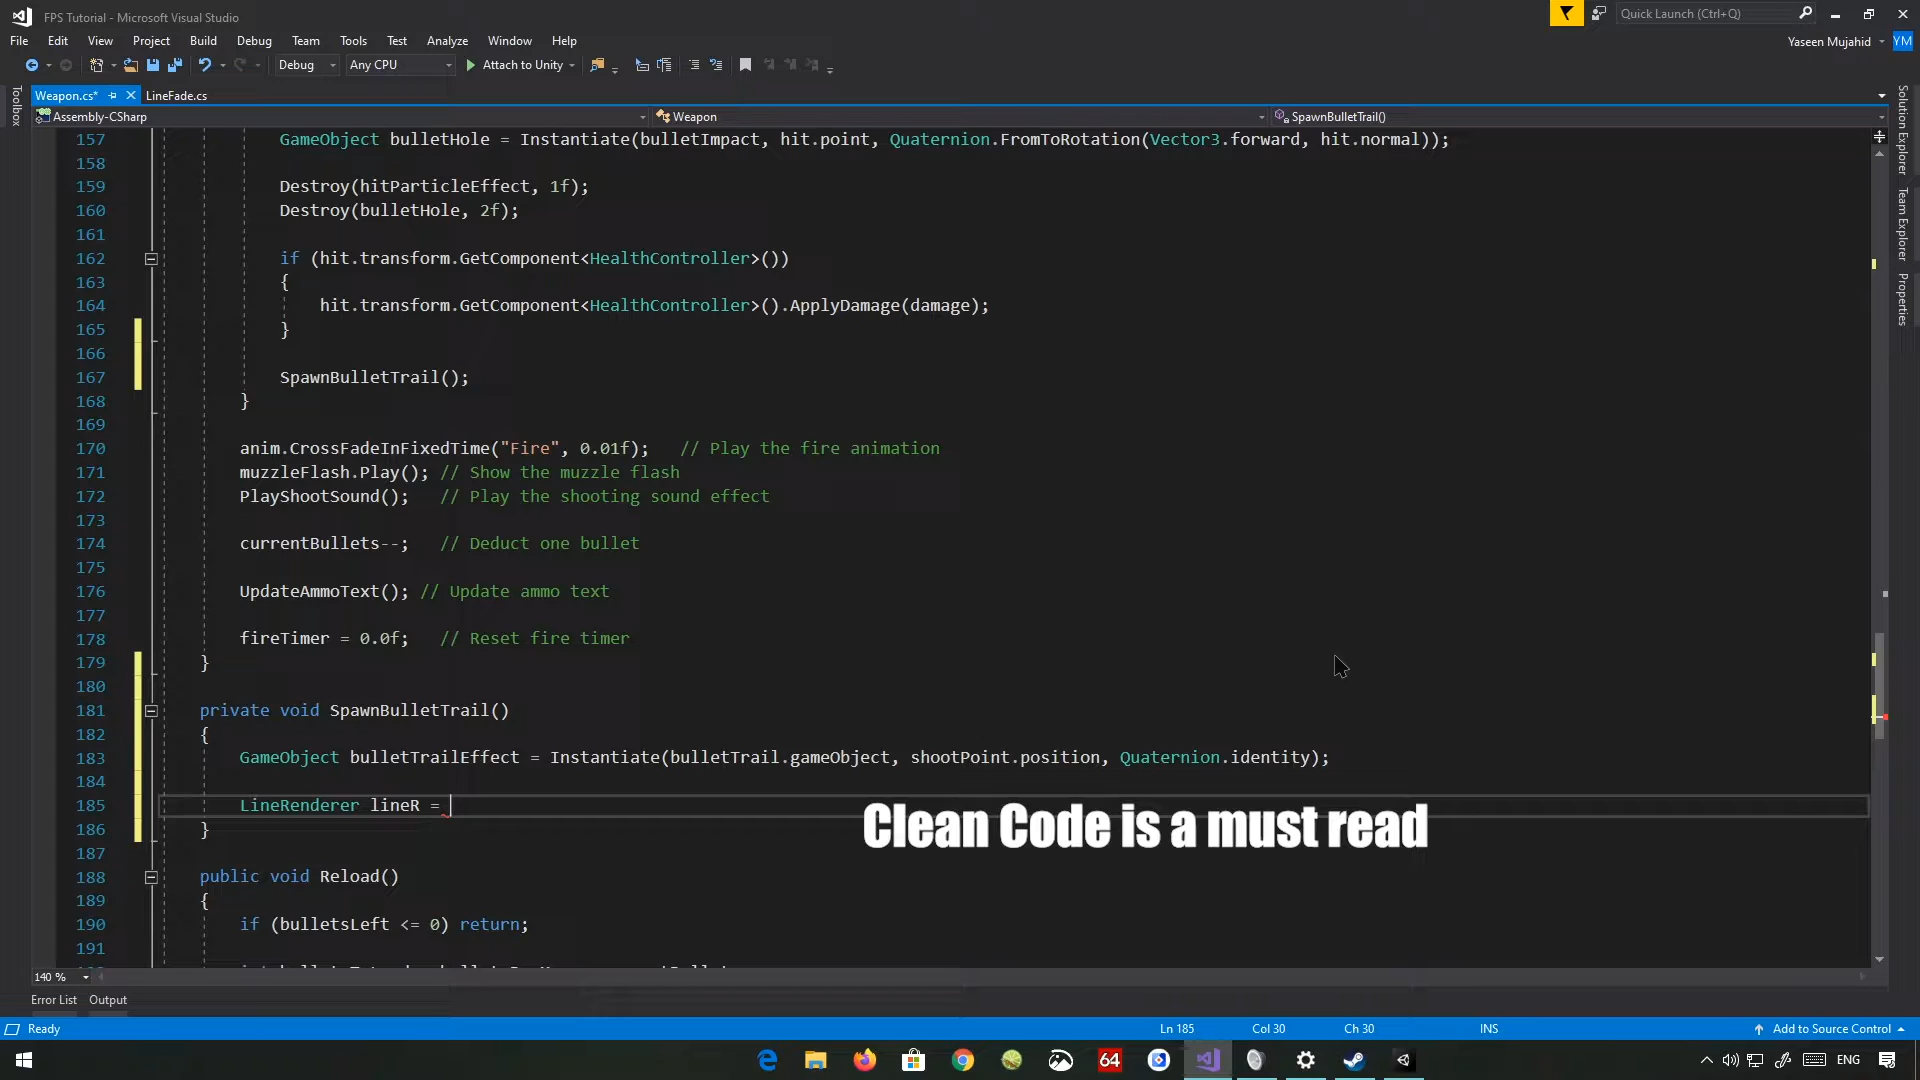 FPS Tutorial - Microsoft Visual Studio
Quick Launch (Ctrl+Q)
File Edit View Project Build Debug Team Tools Test Analyze Window Help
Yaseen Mujahid YM
Debug Any CPU Attach to Unity
Toolbox
Weapon.cs* LineFade.cs
Assembly-CSharp Weapon SpawnBulletTrail()
Solution Explorer
Team Explorer
Properties
157 GameObject bulletHole = Instantiate(bulletImpact, hit.point, Quaternion.FromToRotation(Vector3.forward, hit.normal));
158
159 Destroy(hitParticleEffect, 1f);
160 Destroy(bulletHole, 2f);
161
162 if (hit.transform.GetComponent<HealthController>())
163 {
164 hit.transform.GetComponent<HealthController>().ApplyDamage(damage);
165 }
166
167 SpawnBulletTrail();
168 }
169
170 anim.CrossFadeInFixedTime("Fire", 0.01f); // Play the fire animation
171 muzzleFlash.Play(); // Show the muzzle flash
172 PlayShootSound(); // Play the shooting sound effect
173
174 currentBullets--; // Deduct one bullet
175
176 UpdateAmmoText(); // Update ammo text
177
178 fireTimer = 0.0f; // Reset fire timer
179 }
180
181 private void SpawnBulletTrail()
182 {
183 GameObject bulletTrailEffect = Instantiate(bulletTrail.gameObject, shootPoint.position, Quaternion.identity);
184
185 LineRenderer lineR =
186 }
Clean Code is a must read
187
188 public void Reload()
189 {
190 if (bulletsLeft <= 0) return;
191
140 %
Error List Output
Ready Ln 185 Col 30 Ch 30 INS Add to Source Control
64
ENG